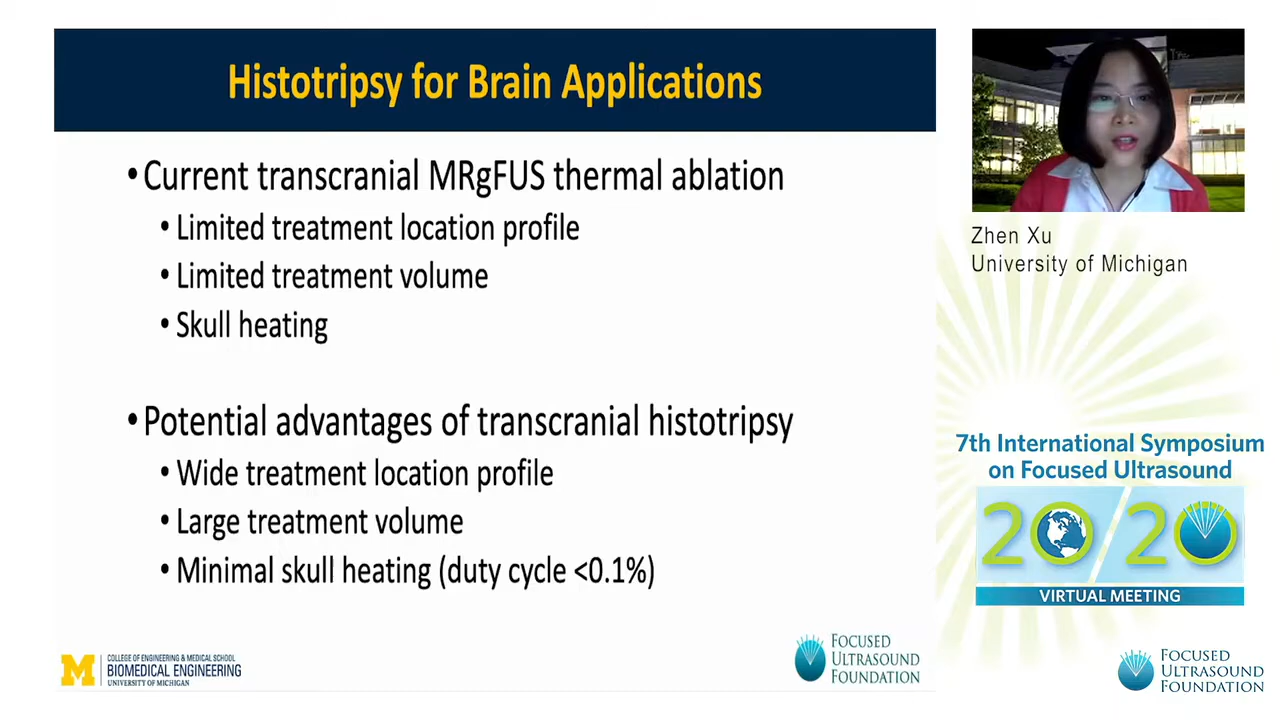 Histotripsy for Brain Applications
•Current transcranial MRgFUS thermal ablation
•Limited treatment location profile
•Limited treatment volume
•Skull heating
•Potential advantages of transcranial histotripsy
•Wide treatment location profile
•Large treatment volume
•Minimal skull heating (duty cycle <0.1%)
M
COLLEGE OF ENGINEERING & MEDICAL SCHOOL
BIOMEDICAL ENGINEERING
UNIVERSITY OF MICHIGAN
FOCUSED
ULTRASOUND
FOUNDATION
Zhen Xu
University of Michigan
7th International Symposium
on Focused Ultrasound
20/20
VIRTUAL MEETING
FOCUSED
ULTRASOUND
FOUNDATION